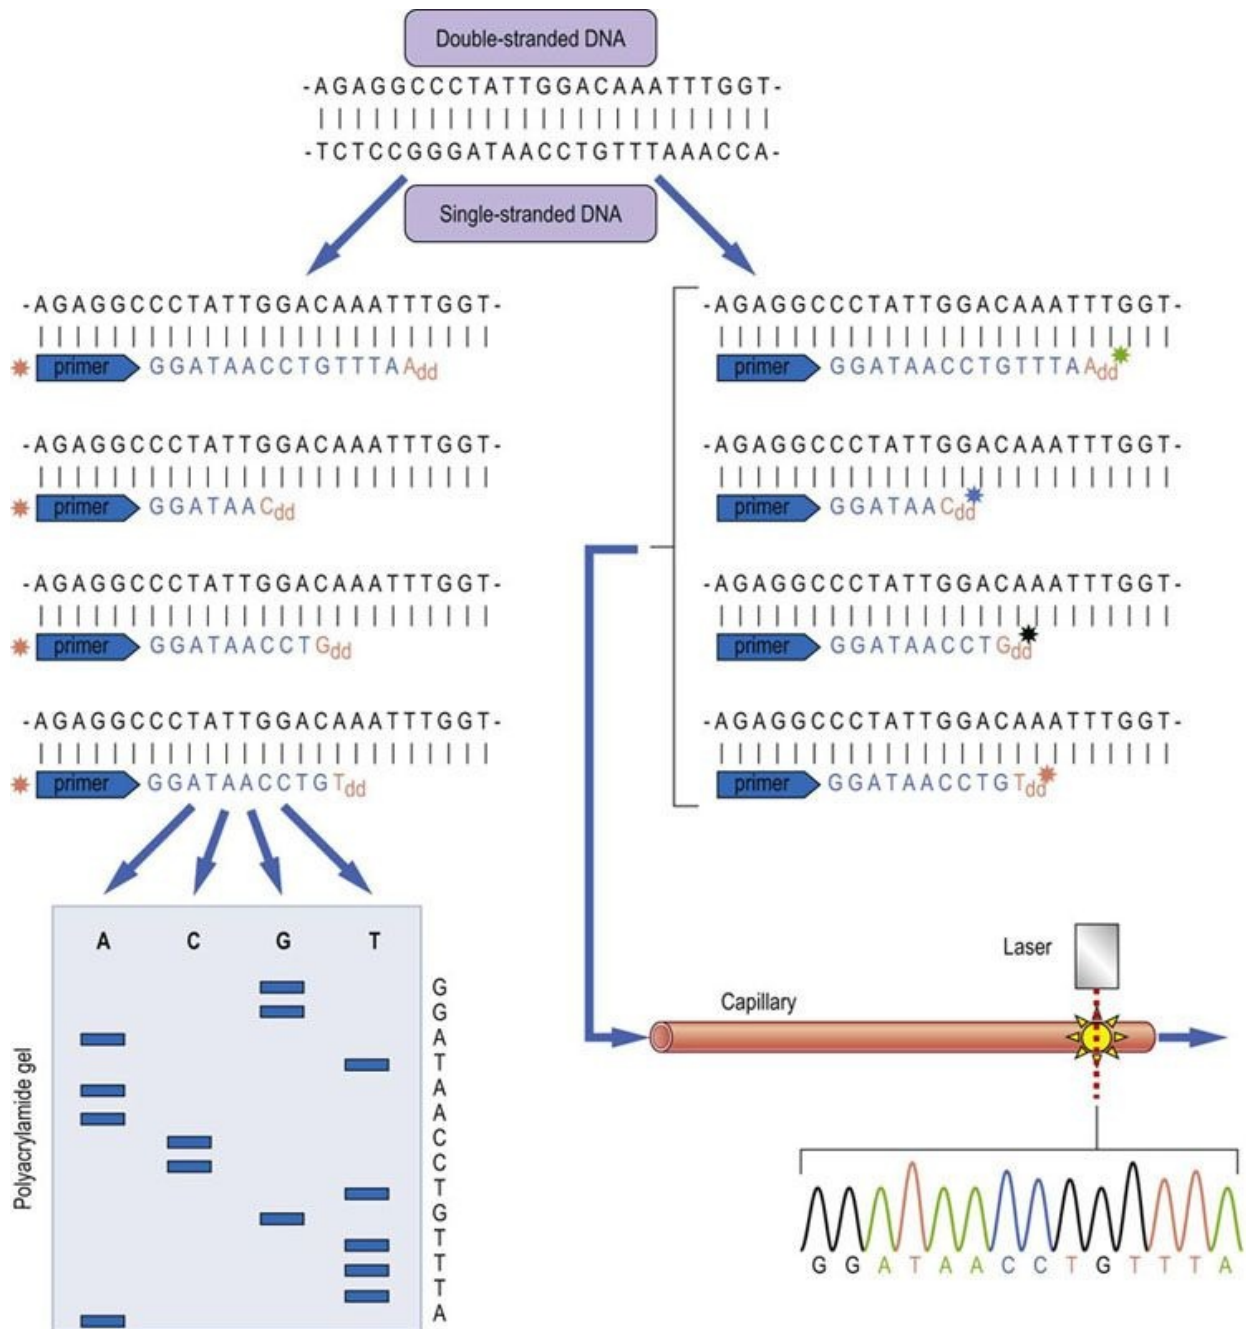 Double-stranded DNA
-AGAGGCCCTATTGGACAAATTTGGT-
-TCTCCGGGATAACCTGTTTAAACCA-
Single-stranded DNA
-AGAGGCCCTATTGGACAAATTTGGT-
primer GGATAACCTGTTTAAdd
-AGAGGCCCTATTGGACAAATTTGGT-
primer GGATAACdd
-AGAGGCCCTATTGGACAAATTTGGT-
primer GGATAACCTGdd
-AGAGGCCCTATTGGACAAATTTGGT-
primer GGATAACCTGTdd
-AGAGGCCCTATTGGACAAATTTGGT-
primer GGATAACCTGTTTAAdd
-AGAGGCCCTATTGGACAAATTTGGT-
primer GGATAACdd
-AGAGGCCCTATTGGACAAATTTGGT-
primer GGATAACCTGdd
-AGAGGCCCTATTGGACAAATTTGGT-
primer GGATAACCTGTdd
A C G T
Polyacrylamide gel
G
G
A
T
A
A
C
C
T
G
T
T
T
A
Laser
Capillary
G G A T A A C C T G T T T A